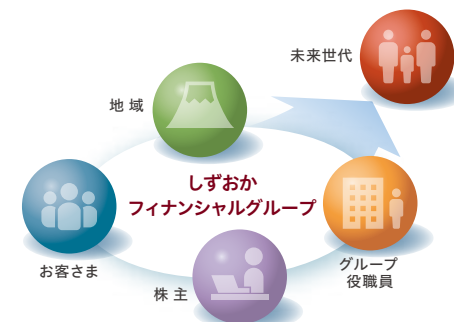 未来世代
地域
しずおか
フィナンシャルグループ
お客さま
グループ
役職員
株主